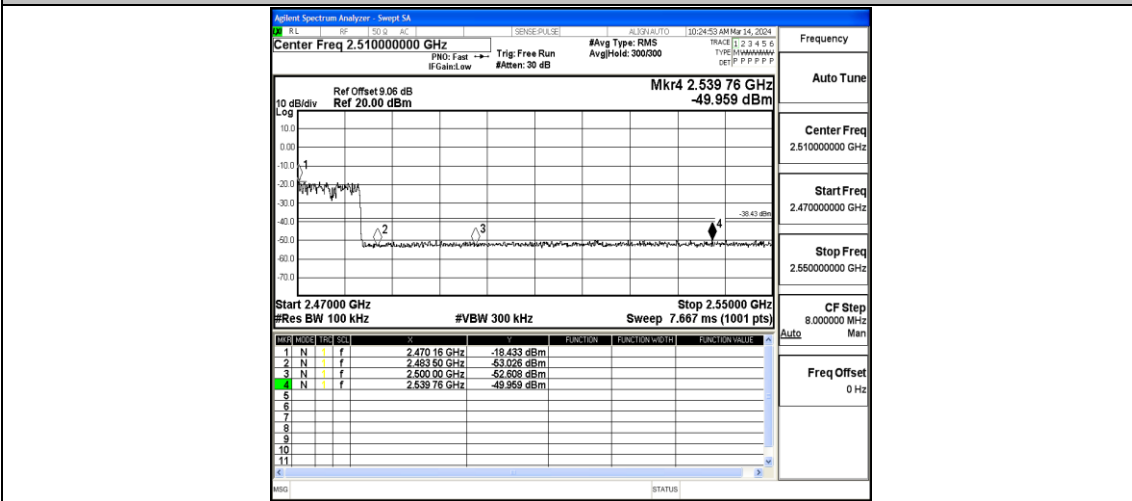 Agilent Spectrum Analyzer - Swept SA
RL RF 50 Ω AC SENSE:PULSE ALIGNAUTO 10:24:53 AM Mar 14, 2024
Center Freq 2.510000000 GHz
PNO: Fast
IFGain:Low
Trig: Free Run
#Atten: 30 dB
#Avg Type: RMS
Avg|Hold: 300/300
TRACE 1 2 3 4 5 6
TYPE M
DET P P P P P P
Mkr4 2.539 76 GHz
-49.959 dBm
Ref Offset 9.06 dB
10 dB/div Ref 20.00 dBm
Log
10.0
0.00
-10.0
-20.0
-30.0
-40.0
-50.0
-60.0
-70.0
1
2
3
4
-38.43 dBm
Start 2.47000 GHz Stop 2.55000 GHz
#Res BW 100 kHz #VBW 300 kHz Sweep 7.667 ms (1001 pts)
MKR MODE TRC SCL X Y FUNCTION FUNCTION WIDTH FUNCTION VALUE
1 N 1 f 2.470 16 GHz -18.433 dBm
2 N 1 f 2.483 50 GHz -53.026 dBm
3 N 1 f 2.500 00 GHz -52.608 dBm
4 N 1 f 2.539 76 GHz -49.959 dBm
5
6
7
8
9
10
11
MSG STATUS
Frequency
Auto Tune
Center Freq
2.510000000 GHz
Start Freq
2.470000000 GHz
Stop Freq
2.550000000 GHz
CF Step
8.000000 MHz
Auto Man
Freq Offset
0 Hz